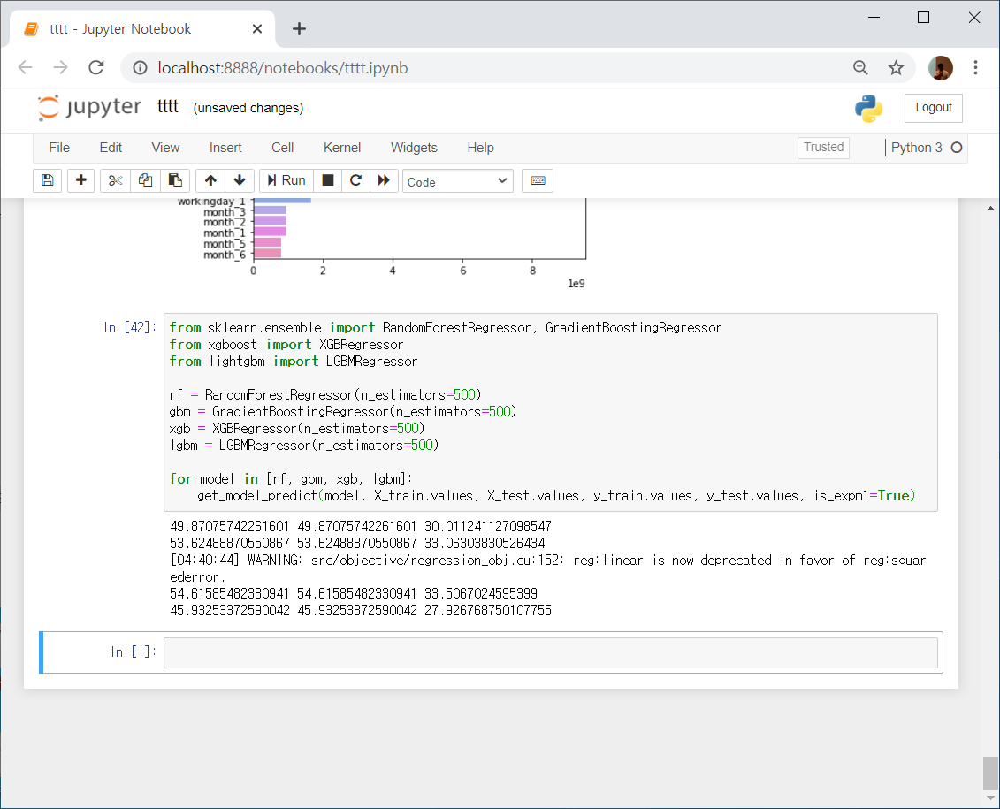 tttt - Jupyter Notebook
localhost:8888/notebooks/tttt.ipynb
jupyter tttt (unsaved changes)
Logout
File Edit View Insert Cell Kernel Widgets Help Trusted Python 3
Run Code
workingday_1
month_3
month_2
month_1
month_5
month_6
0 2 4 6 8
1e9
In [42]:
from sklearn.ensemble import RandomForestRegressor, GradientBoostingRegressor
from xgboost import XGBRegressor
from lightgbm import LGBMRegressor
rf = RandomForestRegressor(n_estimators=500)
gbm = GradientBoostingRegressor(n_estimators=500)
xgb = XGBRegressor(n_estimators=500)
lgbm = LGBMRegressor(n_estimators=500)
for model in [rf, gbm, xgb, lgbm]:
    get_model_predict(model, X_train.values, X_test.values, y_train.values, y_test.values, is_expm1=True)
49.87075742261601 49.87075742261601 30.011241127098547
53.62488870550867 53.62488870550867 33.06303830526434
[04:40:44] WARNING: src/objective/regression_obj.cu:152: reg:linear is now deprecated in favor of reg:squar
ederror.
54.61585482330941 54.61585482330941 33.5067024595399
45.93253372590042 45.93253372590042 27.926768750107755
In [ ]: